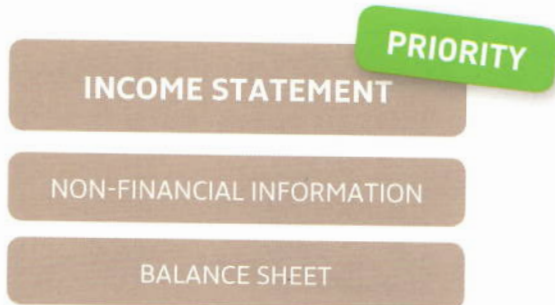 PRIORITY
INCOME STATEMENT
NON-FINANCIAL INFORMATION
BALANCE SHEET